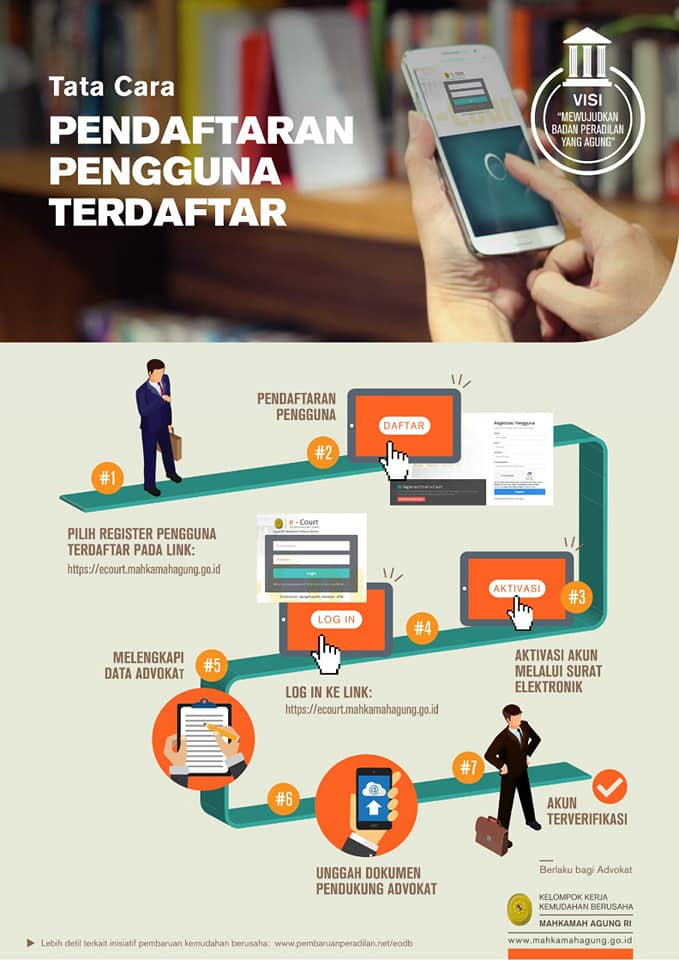 Tata Cara
PENDAFTARAN
PENGGUNA
TERDAFTAR
VISI
"MEWUJUDKAN
BADAN PERADILAN
YANG AGUNG"
#1
PILIH REGISTER PENGGUNA
TERDAFTAR PADA LINK:
https://ecourt.mahkamahagung.go.id
PENDAFTARAN
PENGGUNA
#2
DAFTAR
Registrasi Pengguna
e - Court
Login
#3
AKTIVASI
AKTIVASI AKUN
MELALUI SURAT
ELEKTRONIK
#4
LOG IN
LOG IN KE LINK:
https://ecourt.mahkamahagung.go.id
#5
MELENGKAPI
DATA ADVOKAT
#6
UNGGAH DOKUMEN
PENDUKUNG ADVOKAT
#7
AKUN
TERVERIFIKASI
Berlaku bagi Advokat
KELOMPOK KERJA
KEMUDAHAN BERUSAHA
MAHKAMAH AGUNG RI
www.mahkamahagung.go.id
Lebih detil terkait inisiatif pembaruan kemudahan berusaha: www.pembaruanperadilan.net/eodb